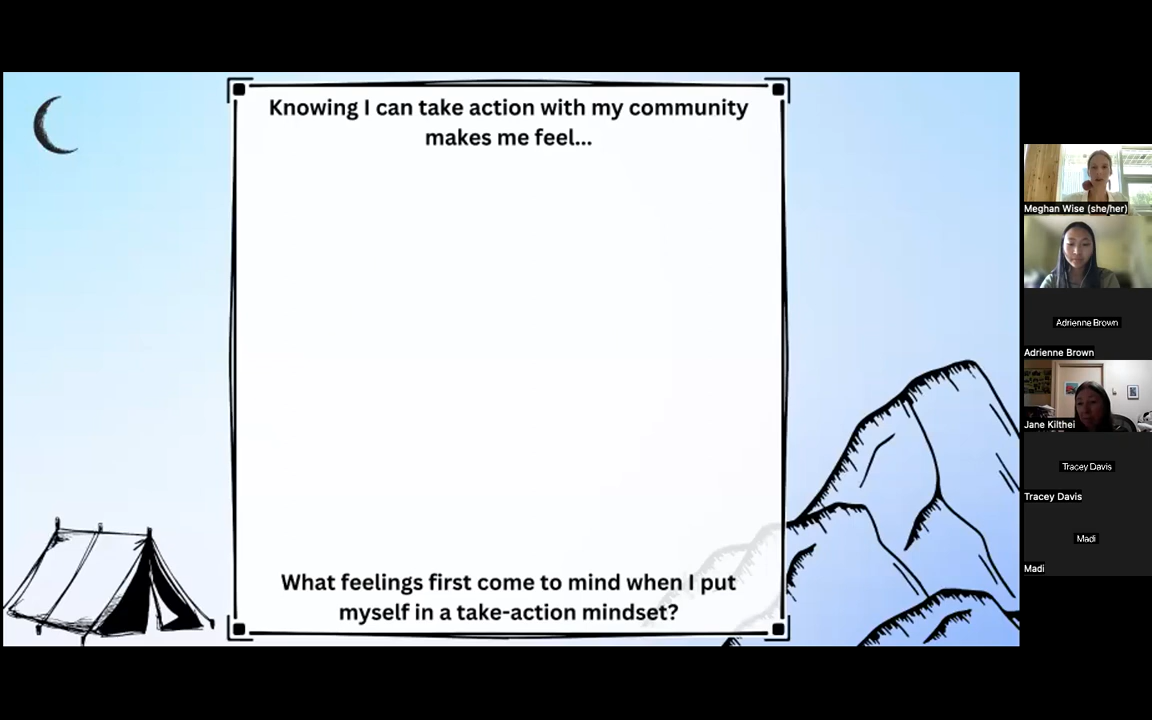 Knowing I can take action with my community
makes me feel...
What feelings first come to mind when I put
myself in a take-action mindset?
Meghan Wise (she/her)
Adrienne Brown
Adrienne Brown
Jane Kilthei
Tracey Davis
Tracey Davis
Madi
Madi